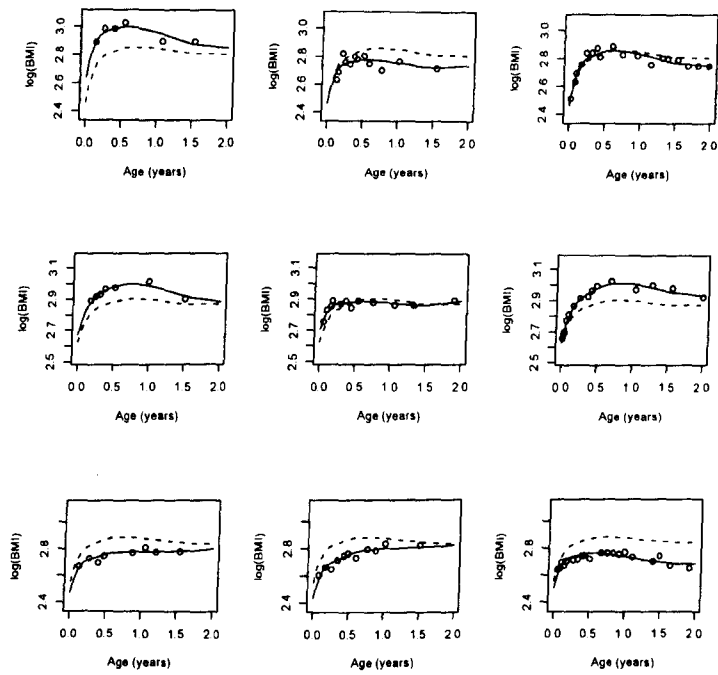 3.0 3.0 3.0
2.8 2.8 2.8
log(BMI) log(BMI) log(BMI)
2.6 2.6 2.6
2.4 2.4 2.4
0.0 0.5 1.0 1.5 2.0 0.0 0.5 1.0 1.5 2.0 0.0 0.5 1.0 1.5 2.0
Age (years) Age (years) Age (years)
3.1 3.1 3.1
2.9 2.9 2.9
log(BMI) log(BMI) log(BMI)
2.7 2.7 2.7
2.5 2.5 2.5
0.0 0.5 1.0 1.5 2.0 0.0 0.5 1.0 1.5 2.0 0.0 0.5 1.0 1.5 2.0
Age (years) Age (years) Age (years)
log(BMI) log(BMI) log(BMI)
2.8 2.8 2.8
2.4 2.4 2.4
0.0 0.5 1.0 1.5 2.0 0.0 0.5 1.0 1.5 2.0 0.0 0.5 1.0 1.5 2.0
Age (years) Age (years) Age (years)